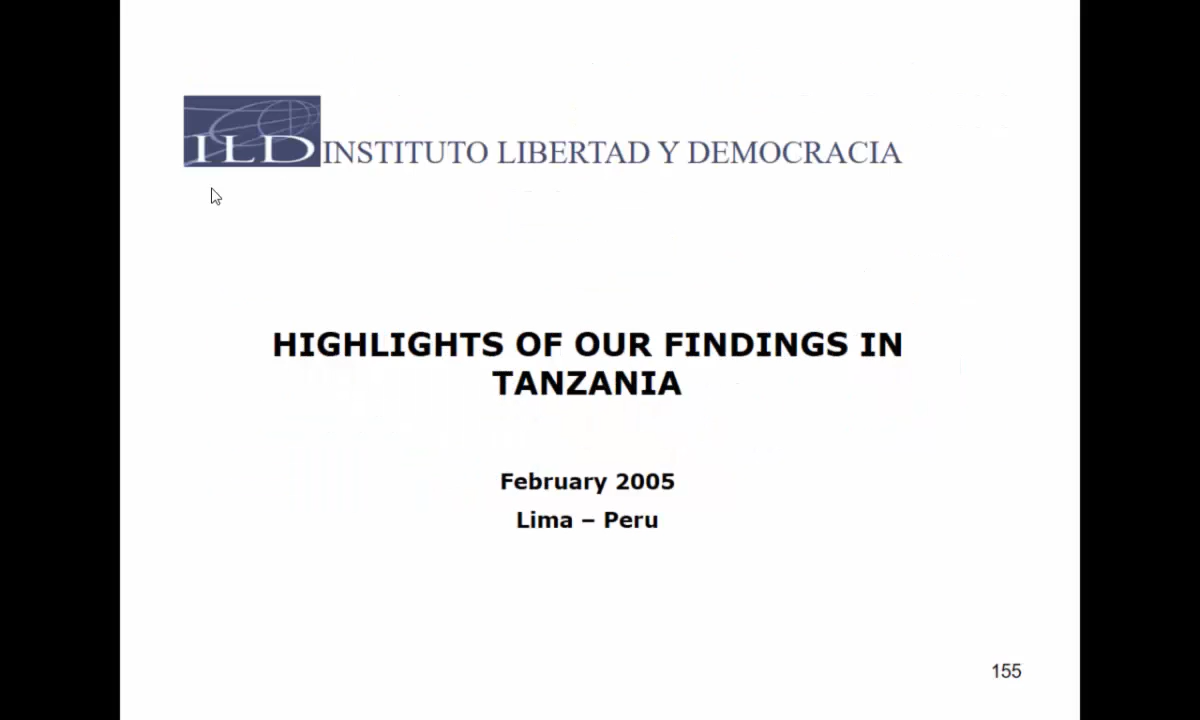 ILD INSTITUTO LIBERTAD Y DEMOCRACIA
HIGHLIGHTS OF OUR FINDINGS IN
TANZANIA
February 2005
Lima – Peru
155